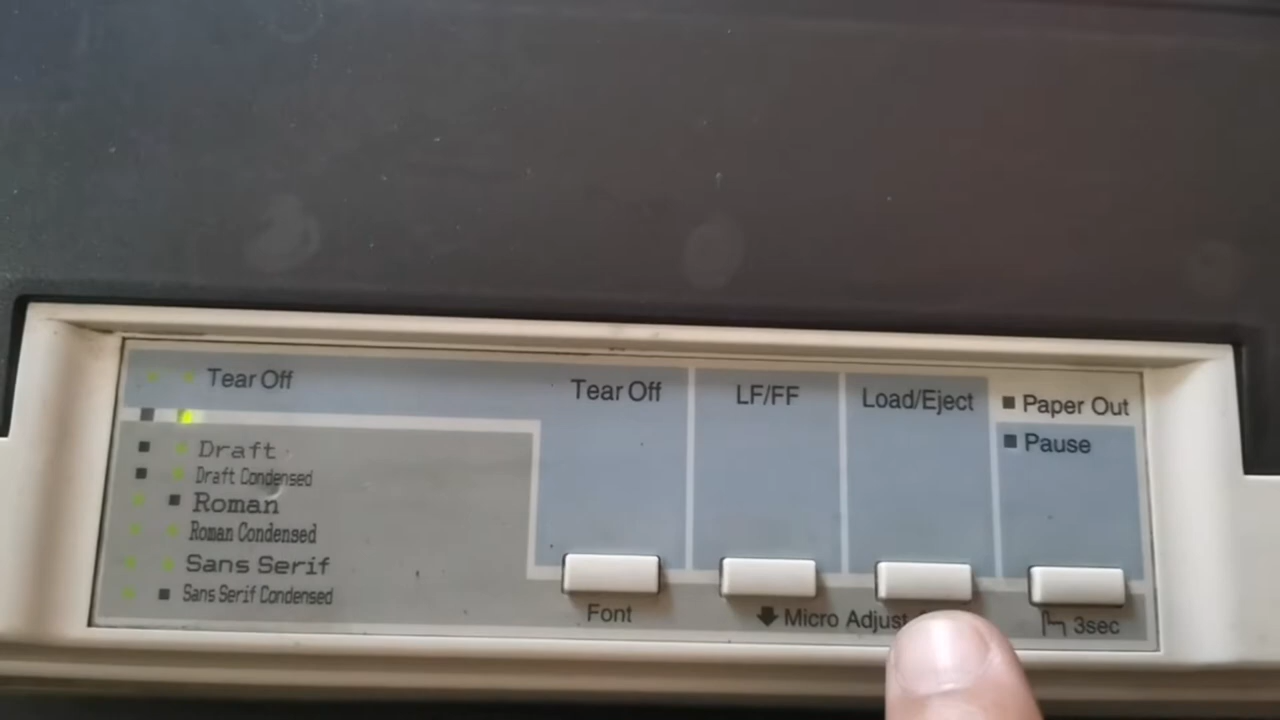 Tear Off
Draft
Draft Condensed
Roman
Roman Condensed
Sans Serif
Sans Serif Condensed
Tear Off
Font
LF/FF
Load/Eject
Micro Adjust
Paper Out
Pause
3sec